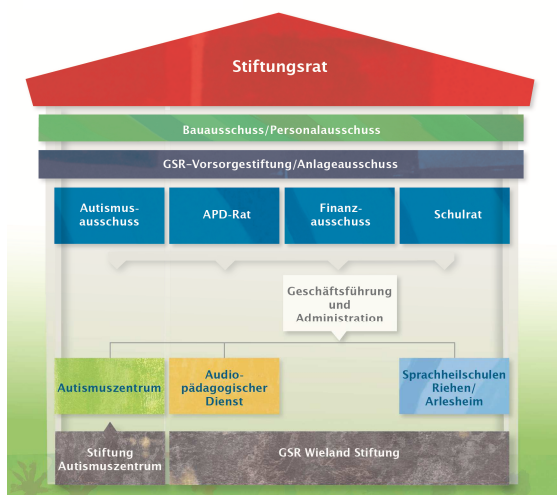 Stiftungsrat
Bauausschuss/Personalausschuss
GSR-Vorsorgestiftung/Anlageausschuss
Autismus-
ausschuss
APD-Rat
Finanz-
ausschuss
Schulrat
Geschäftsführung
und
Administration
Autismuszentrum
Audio-
pädagogischer
Dienst
Sprachheilschulen
Riehen/
Arlesheim
Stiftung
Autismuszentrum
GSR Wieland Stiftung